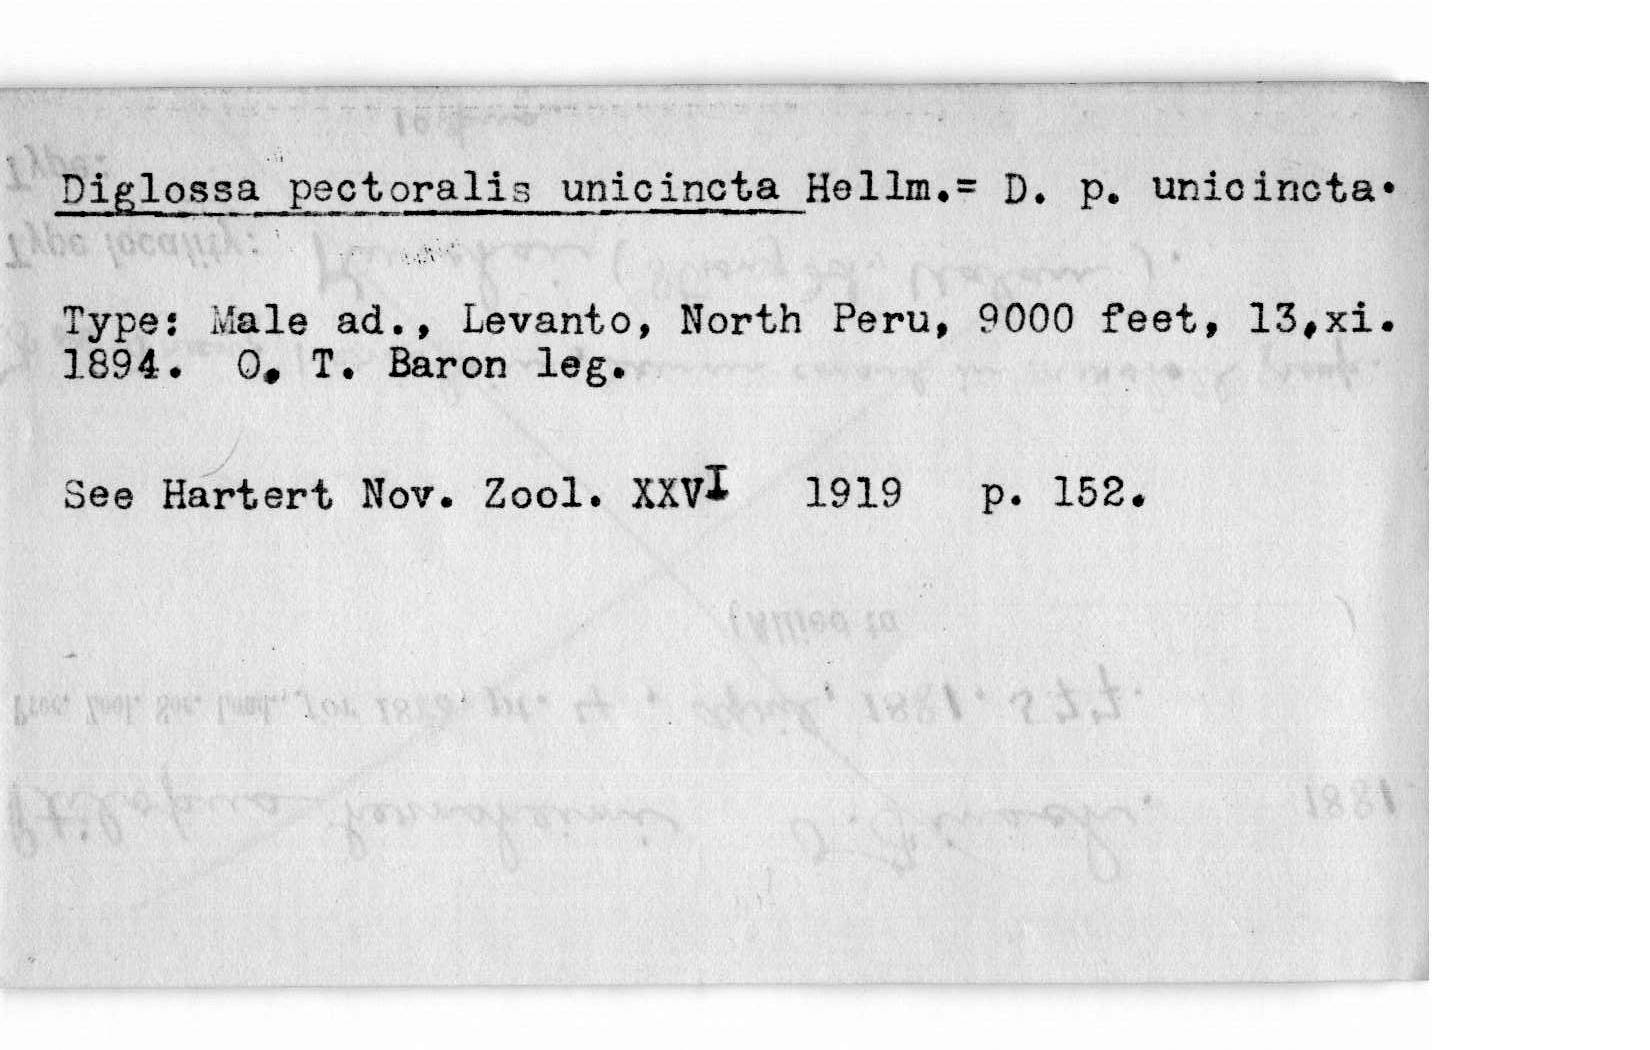 Diglossa pectoralis unicincta Hellm.= D. p. unicincta.
Type: Male ad., Levanto, North Peru, 9000 feet, 13.xi.
1894. O. T. Baron leg.
See Hartert Nov. Zool. XXVI 1919 p. 152.